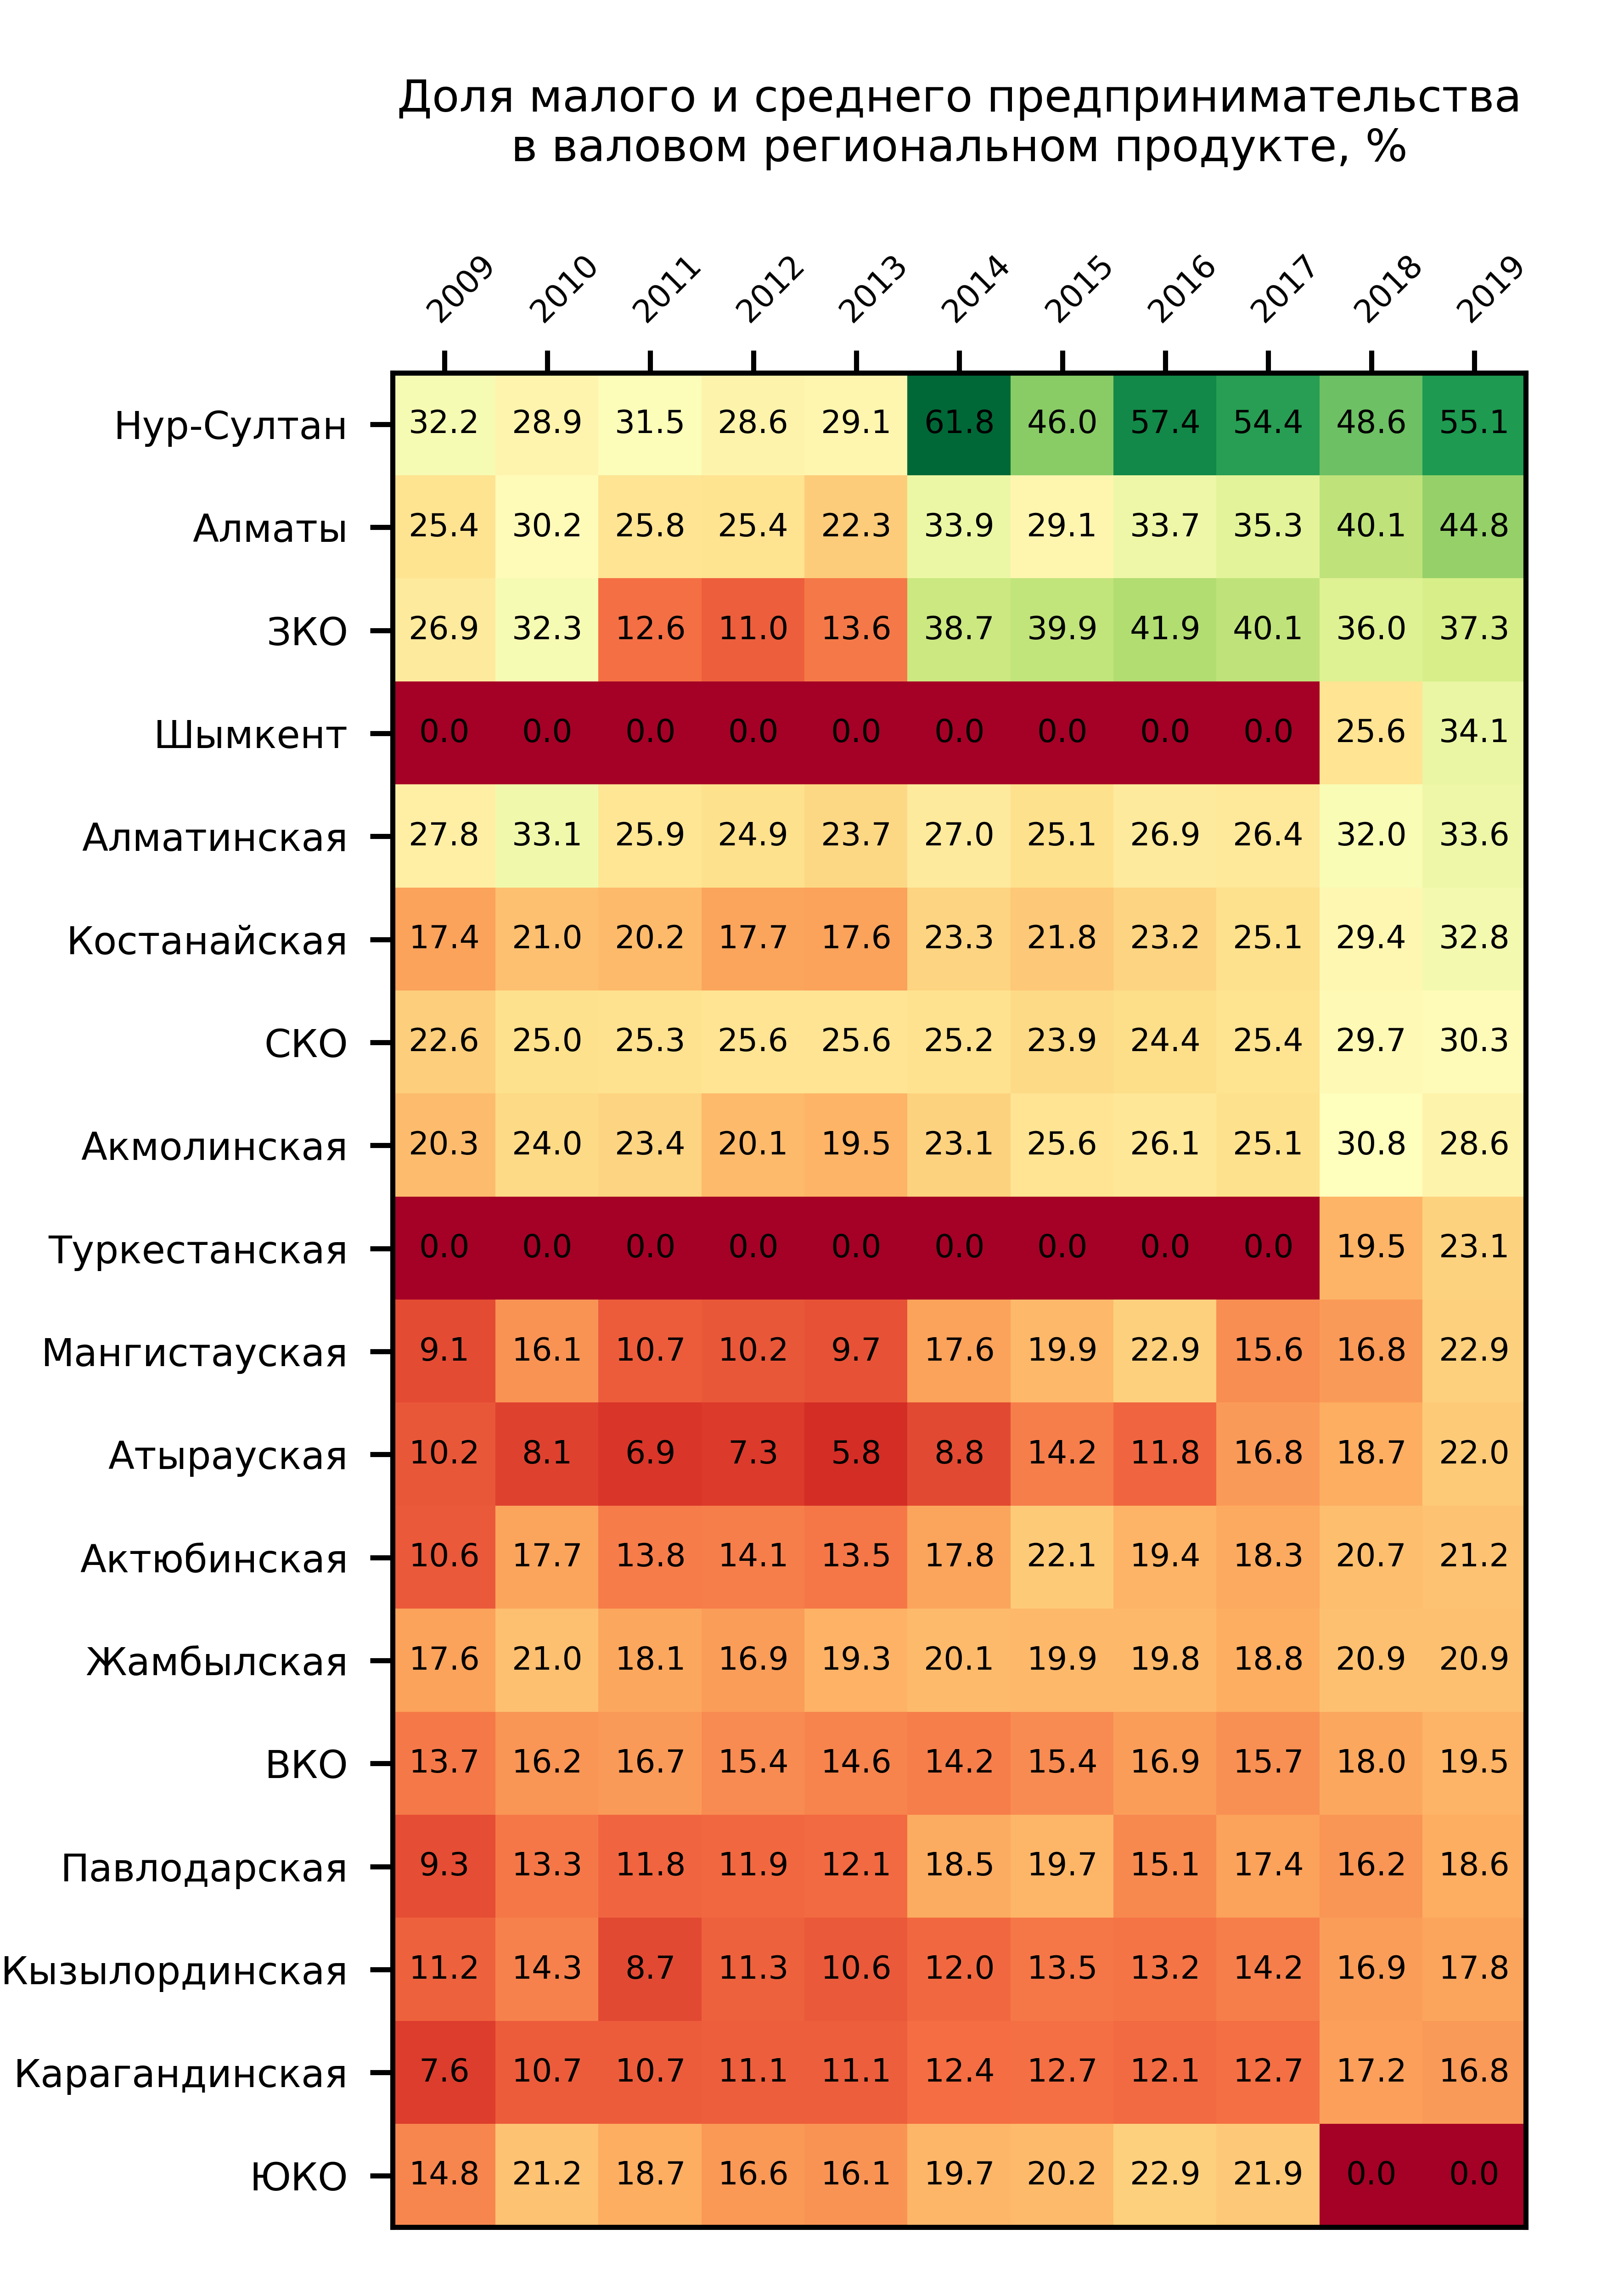 Доля малого и среднего предпринимательства
в валовом региональном продукте, %
2009 2010 2011 2012 2013 2014 2015 2016 2017 2018 2019
Нур-Султан 32.2 28.9 31.5 28.6 29.1 61.8 46.0 57.4 54.4 48.6 55.1
Алматы 25.4 30.2 25.8 25.4 22.3 33.9 29.1 33.7 35.3 40.1 44.8
ЗКО 26.9 32.3 12.6 11.0 13.6 38.7 39.9 41.9 40.1 36.0 37.3
Шымкент 0.0 0.0 0.0 0.0 0.0 0.0 0.0 0.0 0.0 25.6 34.1
Алматинская 27.8 33.1 25.9 24.9 23.7 27.0 25.1 26.9 26.4 32.0 33.6
Костанайская 17.4 21.0 20.2 17.7 17.6 23.3 21.8 23.2 25.1 29.4 32.8
СКО 22.6 25.0 25.3 25.6 25.6 25.2 23.9 24.4 25.4 29.7 30.3
Акмолинская 20.3 24.0 23.4 20.1 19.5 23.1 25.6 26.1 25.1 30.8 28.6
Туркестанская 0.0 0.0 0.0 0.0 0.0 0.0 0.0 0.0 0.0 19.5 23.1
Мангистауская 9.1 16.1 10.7 10.2 9.7 17.6 19.9 22.9 15.6 16.8 22.9
Атырауская 10.2 8.1 6.9 7.3 5.8 8.8 14.2 11.8 16.8 18.7 22.0
Актюбинская 10.6 17.7 13.8 14.1 13.5 17.8 22.1 19.4 18.3 20.7 21.2
Жамбылская 17.6 21.0 18.1 16.9 19.3 20.1 19.9 19.8 18.8 20.9 20.9
ВКО 13.7 16.2 16.7 15.4 14.6 14.2 15.4 16.9 15.7 18.0 19.5
Павлодарская 9.3 13.3 11.8 11.9 12.1 18.5 19.7 15.1 17.4 16.2 18.6
Кызылординская 11.2 14.3 8.7 11.3 10.6 12.0 13.5 13.2 14.2 16.9 17.8
Карагандинская 7.6 10.7 10.7 11.1 11.1 12.4 12.7 12.1 12.7 17.2 16.8
ЮКО 14.8 21.2 18.7 16.6 16.1 19.7 20.2 22.9 21.9 0.0 0.0